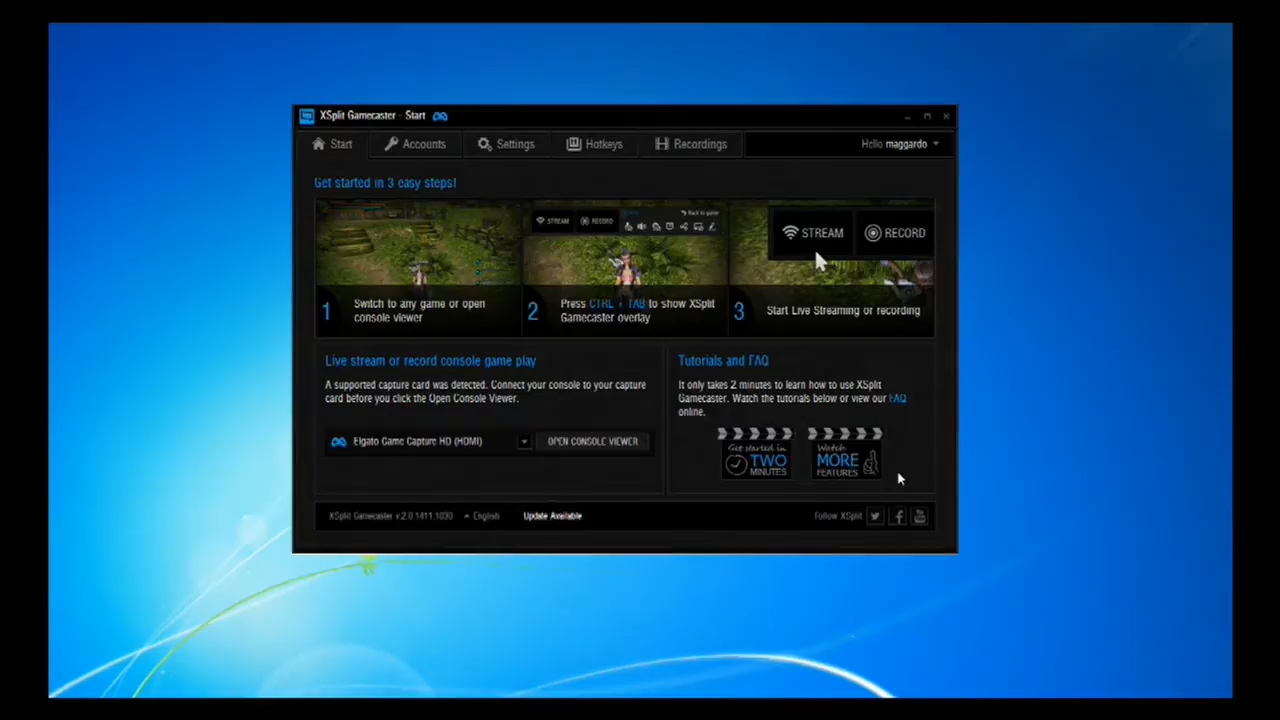 XSplit Gamecaster - Start
Start
Accounts
Settings
Hotkeys
Recordings
Hello maggardo
Get started in 3 easy steps!
STREAM
RECORD
Back to game
STREAM
RECORD
1
Switch to any game or open
console viewer
2
Press CTRL + TAB to show XSplit
Gamecaster overlay
3
Start Live Streaming or recording
Live stream or record console game play
A supported capture card was detected. Connect your console to your capture
card before you click the Open Console Viewer.
Elgato Game Capture HD (HDMI)
OPEN CONSOLE VIEWER
Tutorials and FAQ
It only takes 2 minutes to learn how to use XSplit
Gamecaster. Watch the tutorials below or view our FAQ
online.
Get started in
TWO
MINUTES
Watch
MORE
FEATURES
XSplit Gamecaster v.2.0.1411.1030
English
Update Available
Follow XSplit